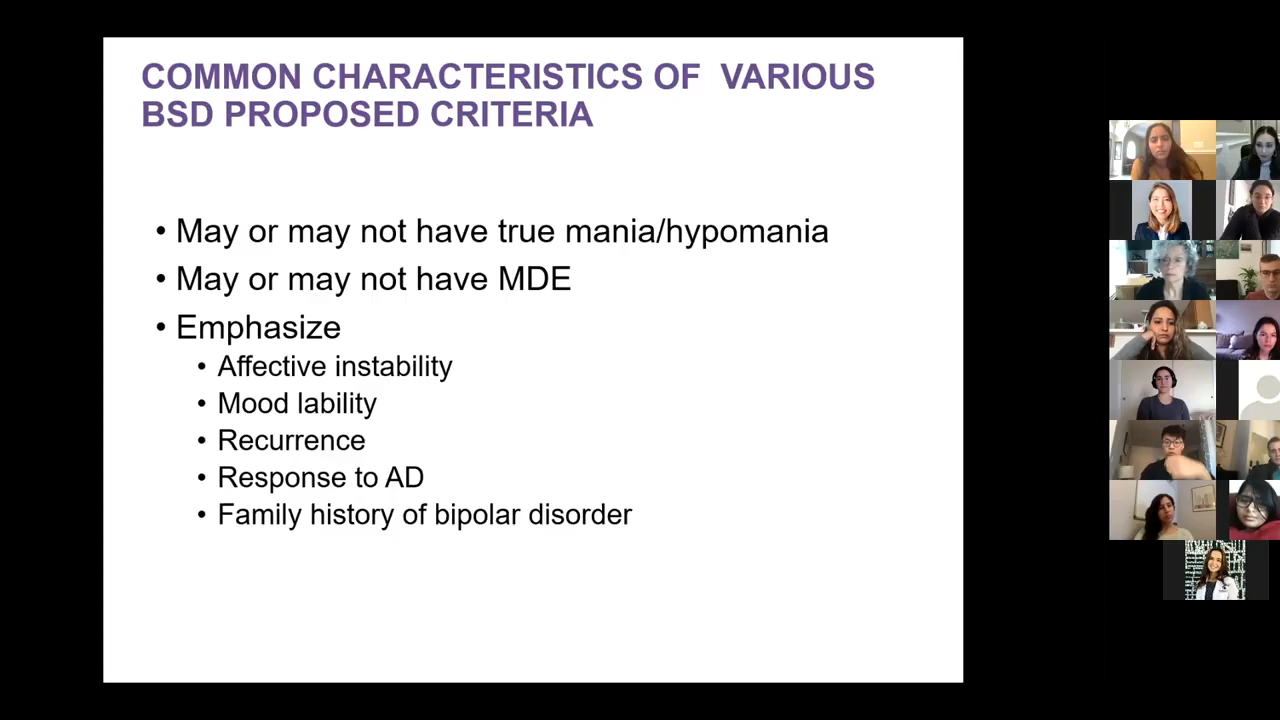 COMMON CHARACTERISTICS OF  VARIOUS
BSD PROPOSED CRITERIA
• May or may not have true mania/hypomania
• May or may not have MDE
• Emphasize
• Affective instability
• Mood lability
• Recurrence
• Response to AD
• Family history of bipolar disorder